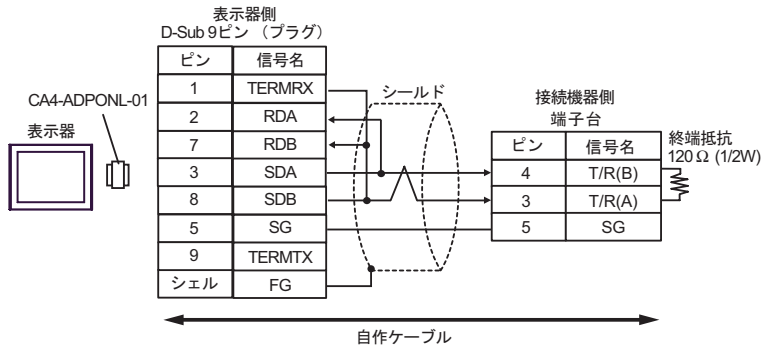 表示器側
D-Sub 9ピン （プラグ）
ピン 信号名
1 TERMRX
2 RDA
7 RDB
3 SDA
8 SDB
5 SG
9 TERMTX
シェル FG
CA4-ADPONL-01
表示器
シールド
接続機器側
端子台
ピン 信号名
4 T/R(B)
3 T/R(A)
5 SG
終端抵抗
120Ω (1/2W)
自作ケーブル